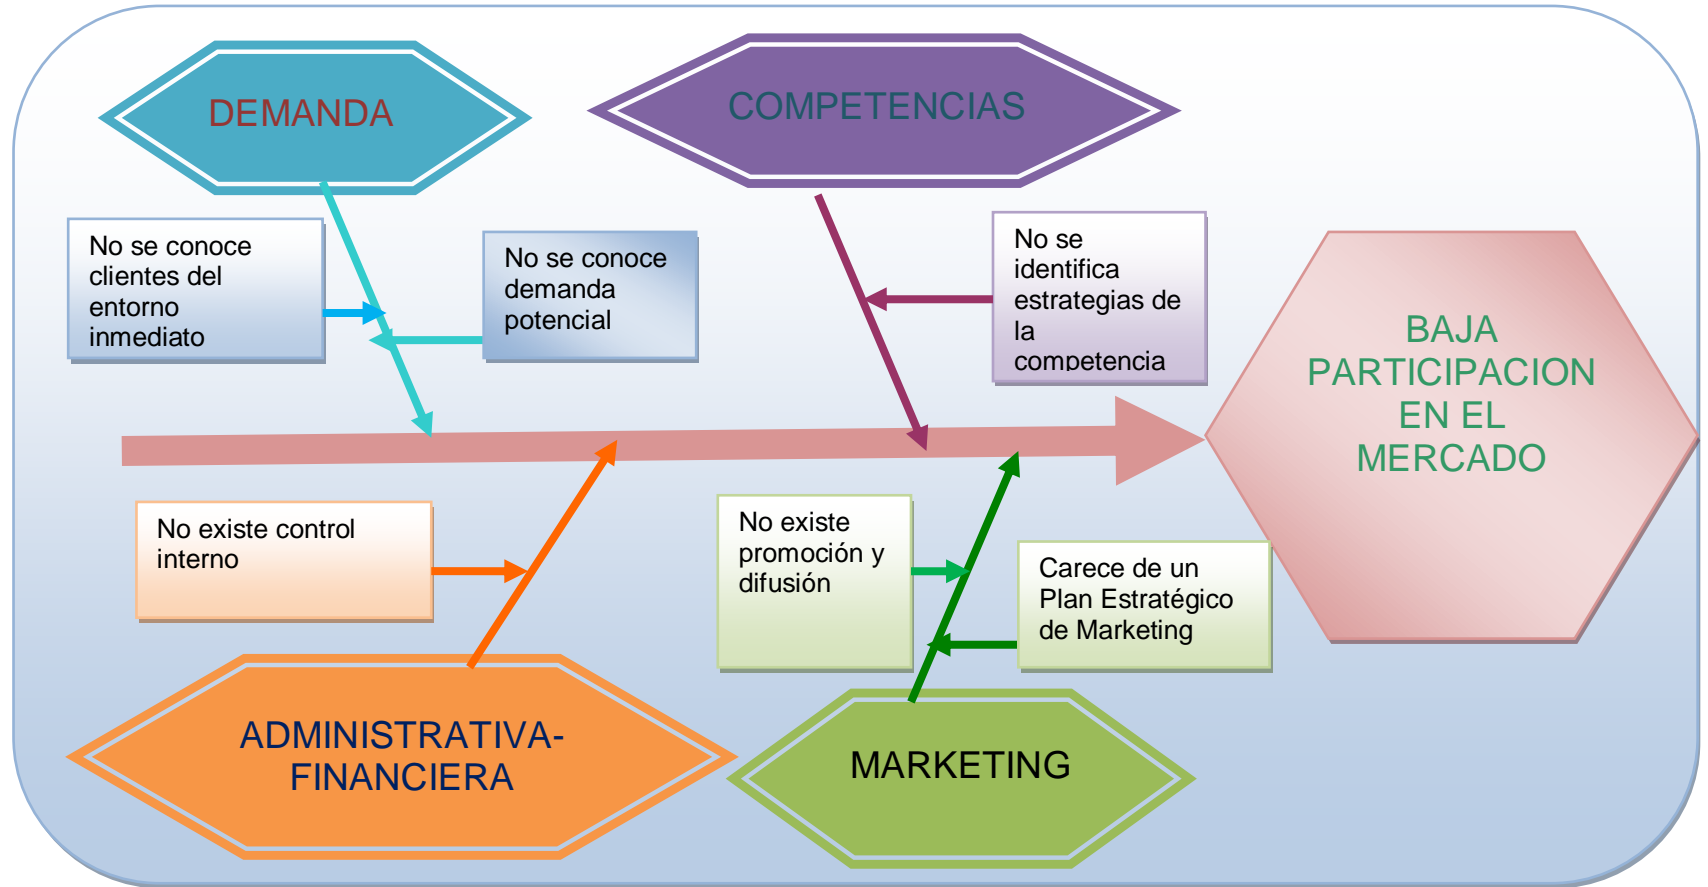 DEMANDA
COMPETENCIAS
No se conoce
clientes del
entorno
inmediato
No se conoce
demanda
potencial
No se
identifica
estrategias de
la
competencia
BAJA
PARTICIPACION
EN EL
MERCADO
No existe control
interno
No existe
promoción y
difusión
Carece de un
Plan Estratégico
de Marketing
ADMINISTRATIVA-
FINANCIERA
MARKETING